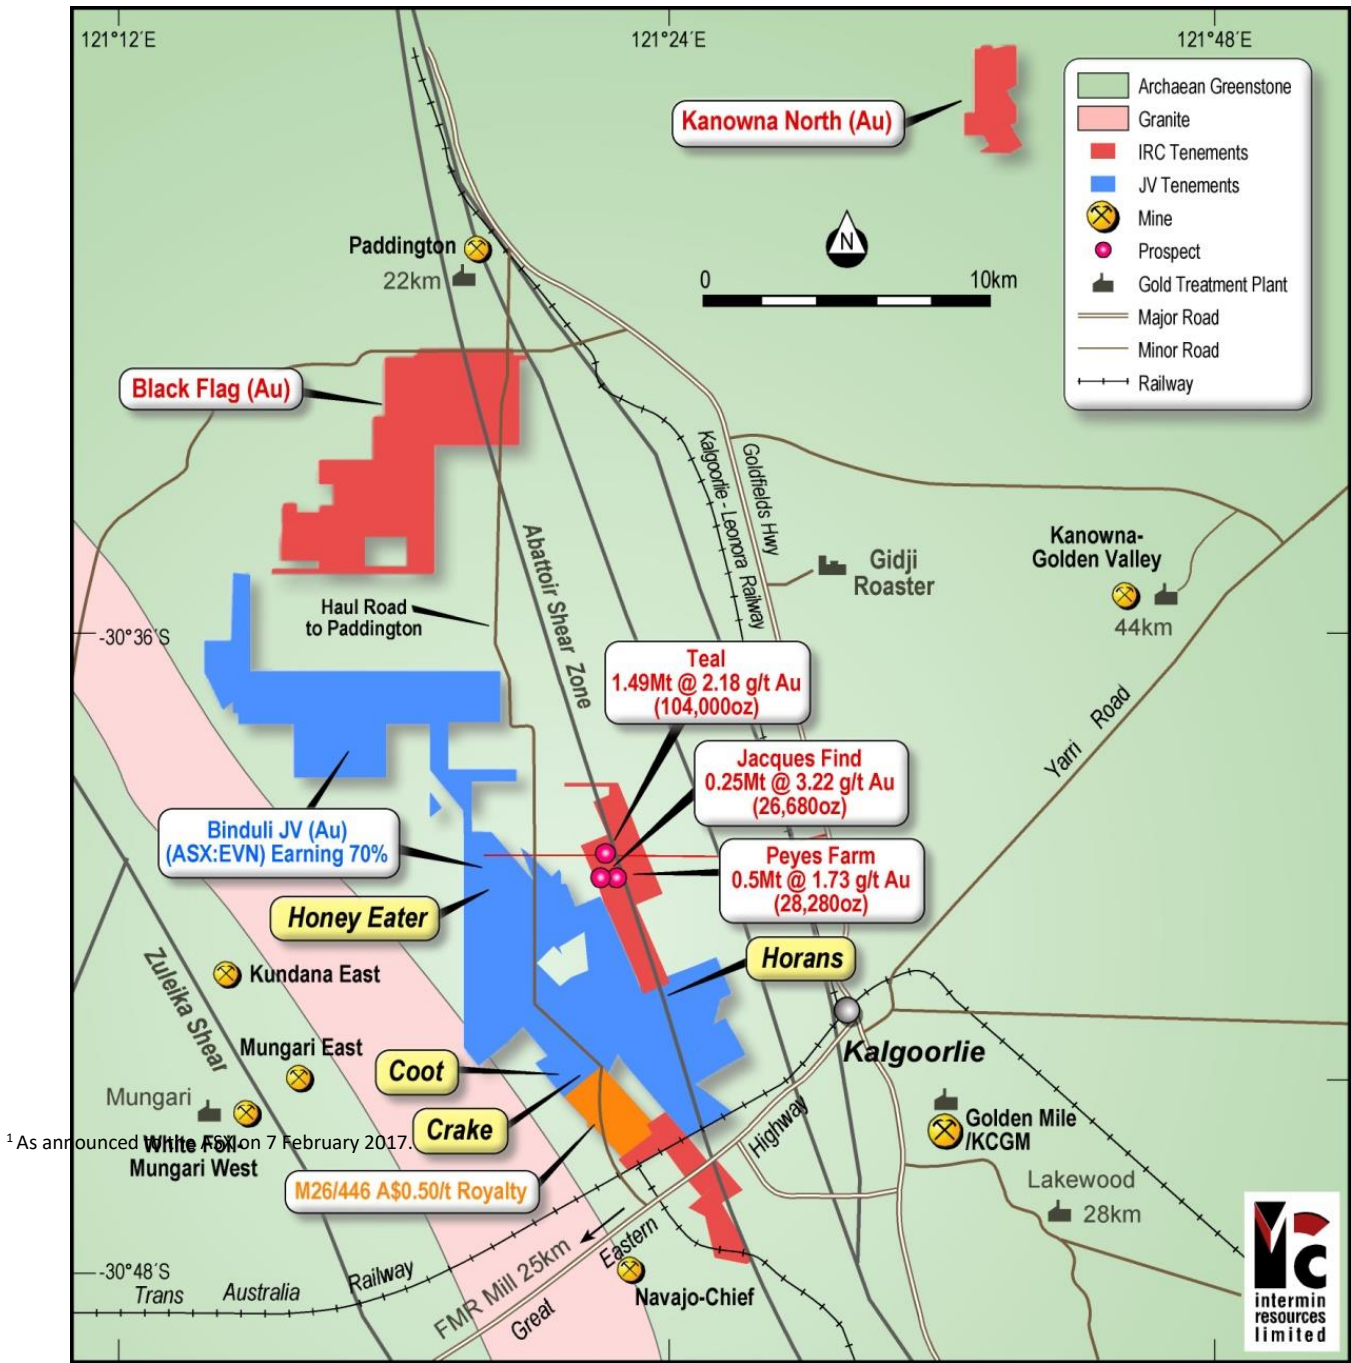 121°12´E
121°24´E
121°48´E
Kanowna North (Au)
Archaean Greenstone
Granite
IRC Tenements
JV Tenements
Mine
Prospect
Gold Treatment Plant
Major Road
Minor Road
Railway
N
0
10km
Paddington
22km
Black Flag (Au)
Kalgoorlie - Leonora Railway
Goldfields Hwy
Abattoir Shear Zone
Gidji
Roaster
Kanowna-
Golden Valley
44km
Haul Road
to Paddington
-30°36´S
Teal
1.49Mt @ 2.18 g/t Au
(104,000oz)
Yarri Road
Jacques Find
0.25Mt @ 3.22 g/t Au
(26,680oz)
Binduli JV (Au)
(ASX:EVN) Earning 70%
Peyes Farm
0.5Mt @ 1.73 g/t Au
(28,280oz)
Honey Eater
Horans
Zuleika Shear
Kundana East
Kalgoorlie
Mungari East
Coot
Mungari
Crake
Golden Mile
/KCGM
1 As announced to the ASX on 7 February 2017.
White Foil-
Mungari West
M26/446 A$0.50/t Royalty
Lakewood
28km
-30°48´S
Trans Australia Railway
FMR Mill 25km
Great Eastern Highway
Navajo-Chief
intermin
resources
limited